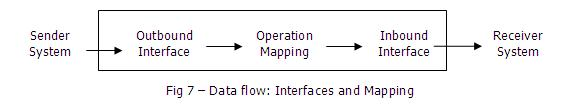 Sender
System
Outbound
Interface
Operation
Mapping
Inbound
Interface
Receiver
System
Fig 7 – Data flow: Interfaces and Mapping